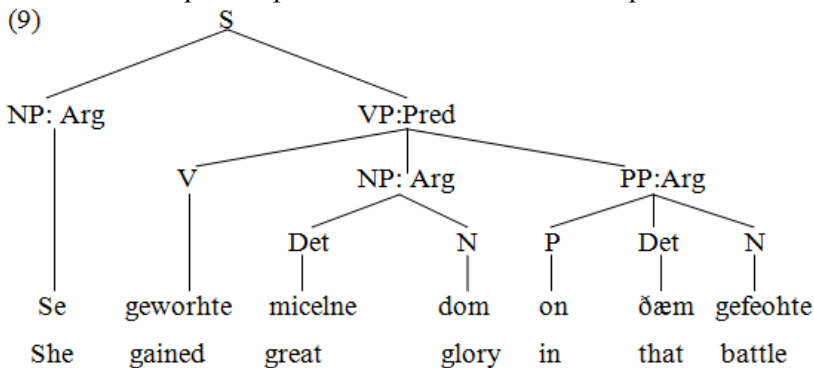 (9) S
NP: Arg VP:Pred
V NP: Arg PP:Arg
Det N P Det N
Se geworhte micelne dom on ðæm gefeohte
She gained great glory in that battle